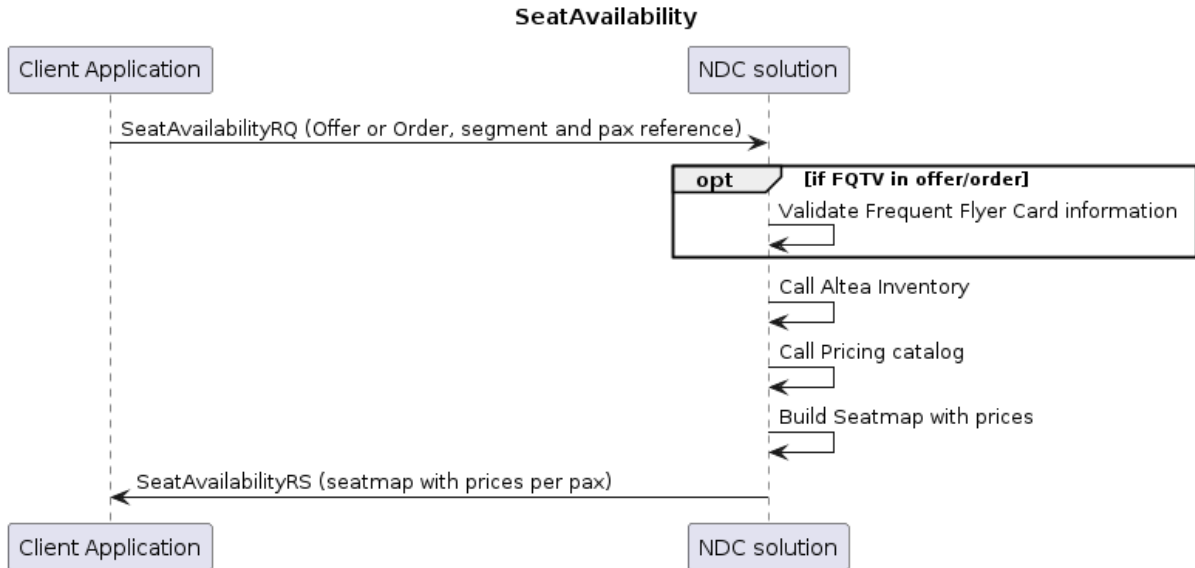 SeatAvailability
Client Application
NDC solution
SeatAvailabilityRQ (Offer or Order, segment and pax reference)
opt
[if FQTV in offer/order]
Validate Frequent Flyer Card information
Call Altea Inventory
Call Pricing catalog
Build Seatmap with prices
SeatAvailabilityRS (seatmap with prices per pax)
Client Application
NDC solution